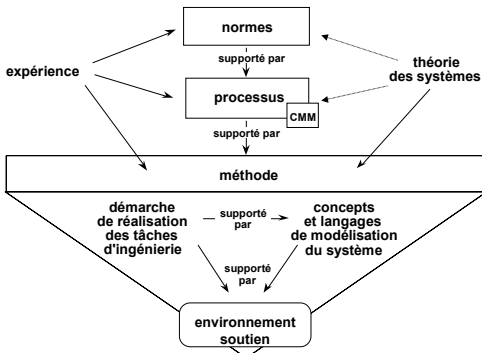 normes
supporté par
expérience
théorie
des systèmes
processus
CMM
supporté par
méthode
démarche
de réalisation
des tâches
d'ingénierie
supporté
par
concepts
et langages
de modélisation
du système
supporté
par
environnement
soutien